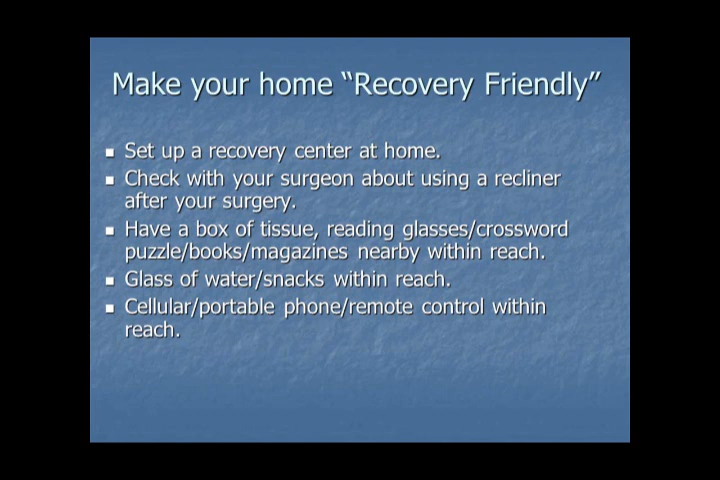 Make your home “Recovery Friendly”
Set up a recovery center at home.
Check with your surgeon about using a recliner
after your surgery.
Have a box of tissue, reading glasses/crossword
puzzle/books/magazines nearby within reach.
Glass of water/snacks within reach.
Cellular/portable phone/remote control within
reach.